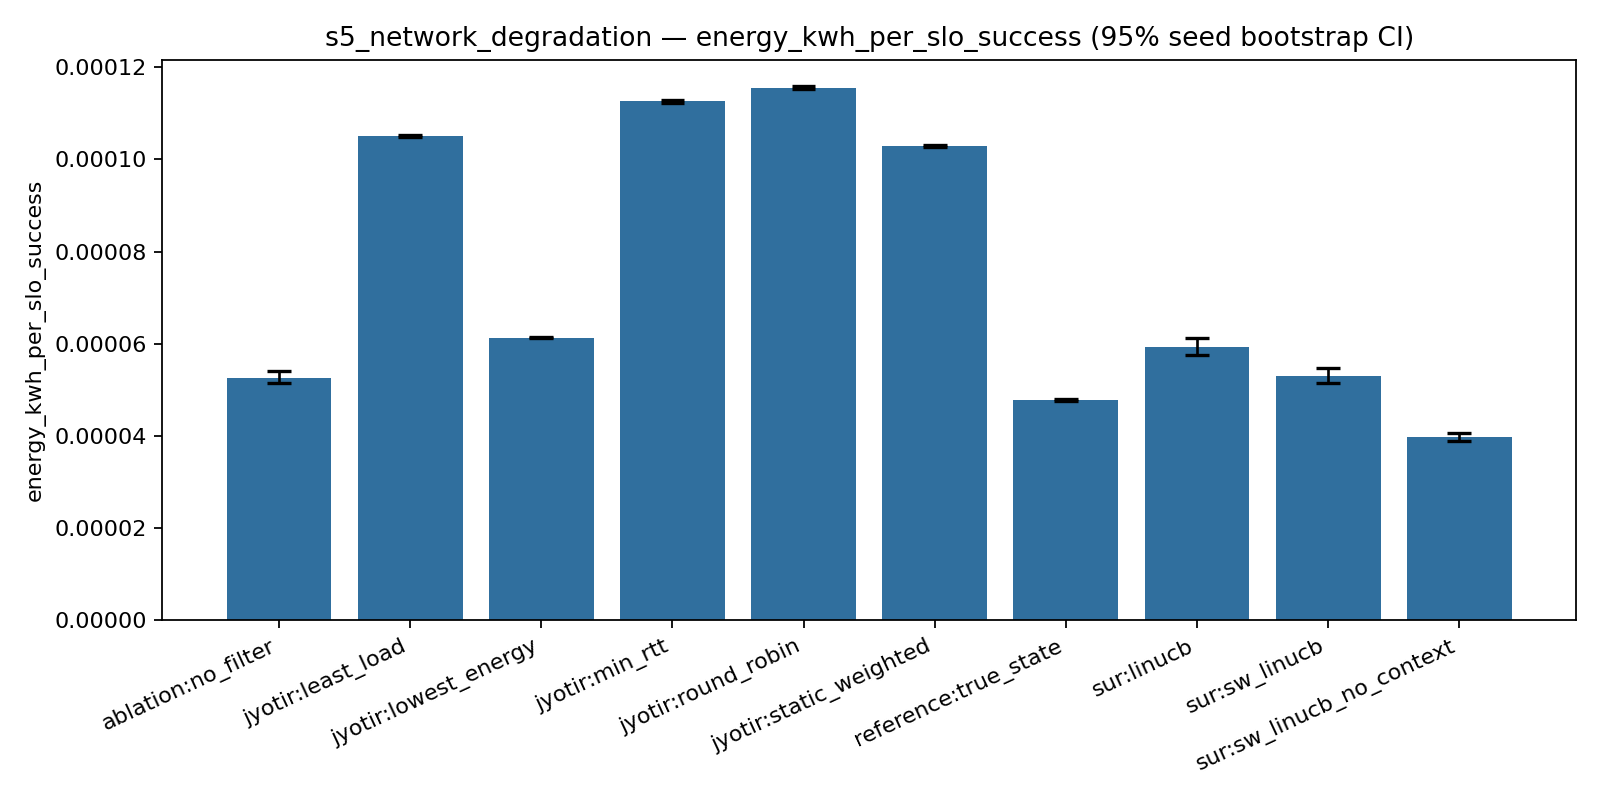 s5_network_degradation — energy_kwh_per_slo_success (95% seed bootstrap CI)
energy_kwh_per_slo_success
0.00012
0.00010
0.00008
0.00006
0.00004
0.00002
0.00000
ablation:no_filter
jyotir:least_load
jyotir:lowest_energy
jyotir:min_rtt
jyotir:round_robin
jyotir:static_weighted
reference:true_state
sur:linucb
sur:sw_linucb
sur:sw_linucb_no_context